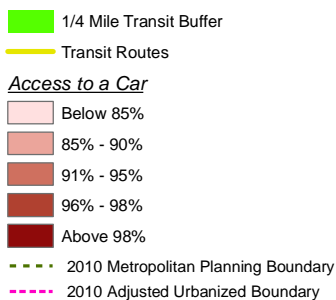 1/4 Mile Transit Buffer
Transit Routes
Access to a Car
Below 85%
85% - 90%
91% - 95%
96% - 98%
Above 98%
2010 Metropolitan Planning Boundary
2010 Adjusted Urbanized Boundary